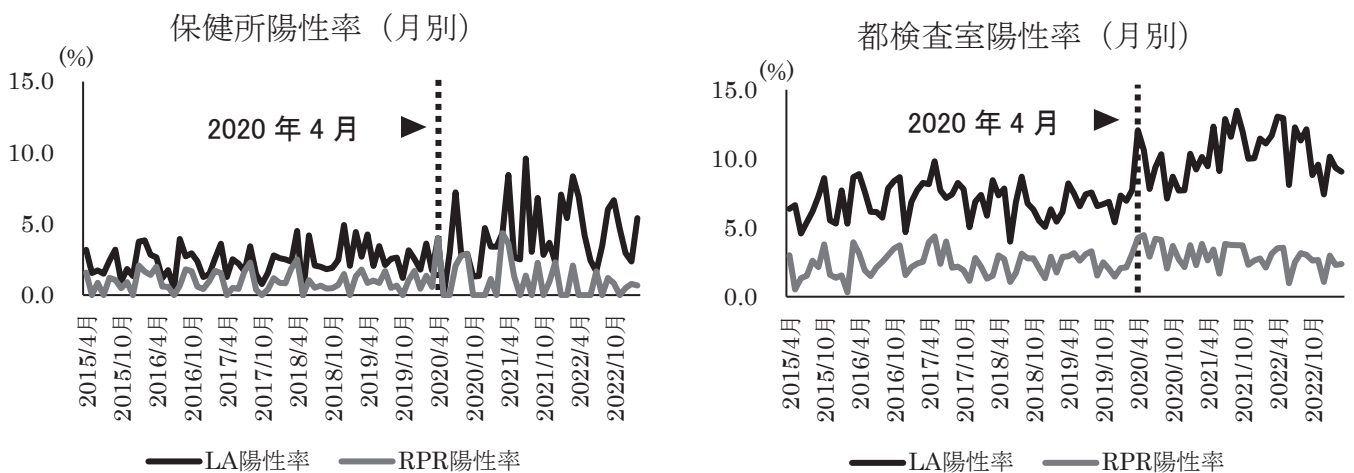 保健所陽性率（月別）
(%)
15.0
10.0
5.0
0.0
2020 年 4 月
2015/4月
2015/10月
2016/4月
2016/10月
2017/4月
2017/10月
2018/4月
2018/10月
2019/4月
2019/10月
2020/4月
2020/10月
2021/4月
2021/10月
2022/4月
2022/10月
LA陽性率
RPR陽性率
都検査室陽性率（月別）
(%)
15.0
10.0
5.0
0.0
2020 年 4 月
2015/4月
2015/10月
2016/4月
2016/10月
2017/4月
2017/10月
2018/4月
2018/10月
2019/4月
2019/10月
2020/4月
2020/10月
2021/4月
2021/10月
2022/4月
2022/10月
LA陽性率
RPR陽性率